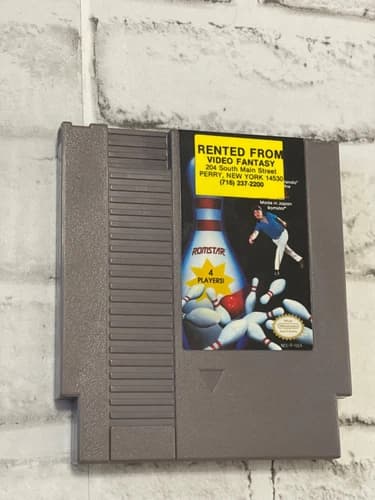 RENTED FROM
VIDEO FANTASY
204 South Main Street
PERRY, NEW YORK 14530
(716) 237-2200
Made in Japan
Romstar®
ROMSTAR
4
PLAYERS!